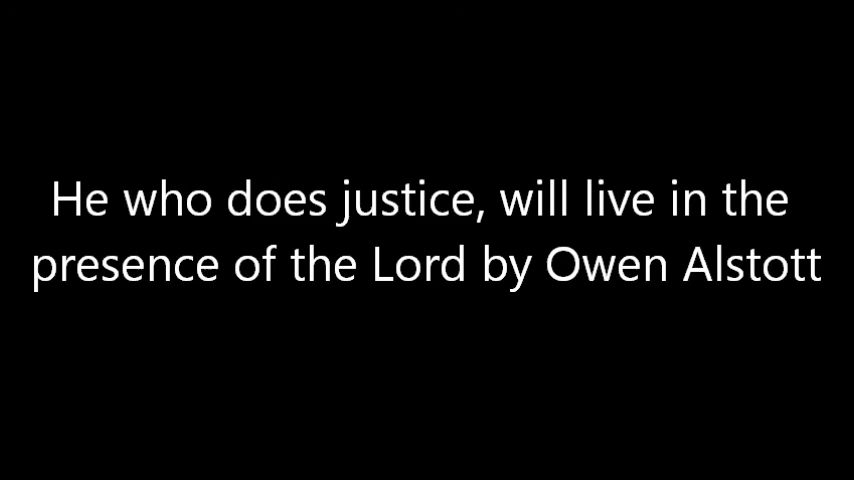 He who does justice, will live in the
presence of the Lord by Owen Alstott